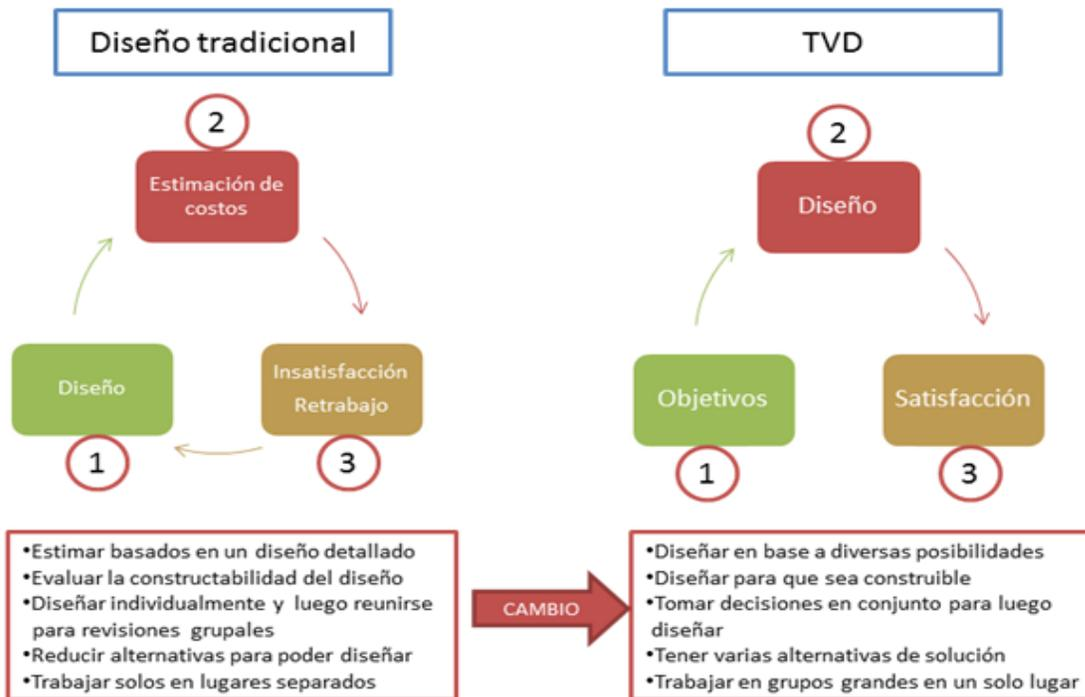 Diseño tradicional
2
Estimación de
costos
Diseño
1
Insatisfacción
Retrabajo
3
•Estimar basados en un diseño detallado
•Evaluar la constructabilidad del diseño
•Diseñar individualmente y luego reunirse
para revisiones grupales
•Reducir alternativas para poder diseñar
•Trabajar solos en lugares separados
CAMBIO
TVD
2
Diseño
Objetivos
1
Satisfacción
3
•Diseñar en base a diversas posibilidades
•Diseñar para que sea construible
•Tomar decisiones en conjunto para luego
diseñar
•Tener varias alternativas de solución
•Trabajar en grupos grandes en un solo lugar